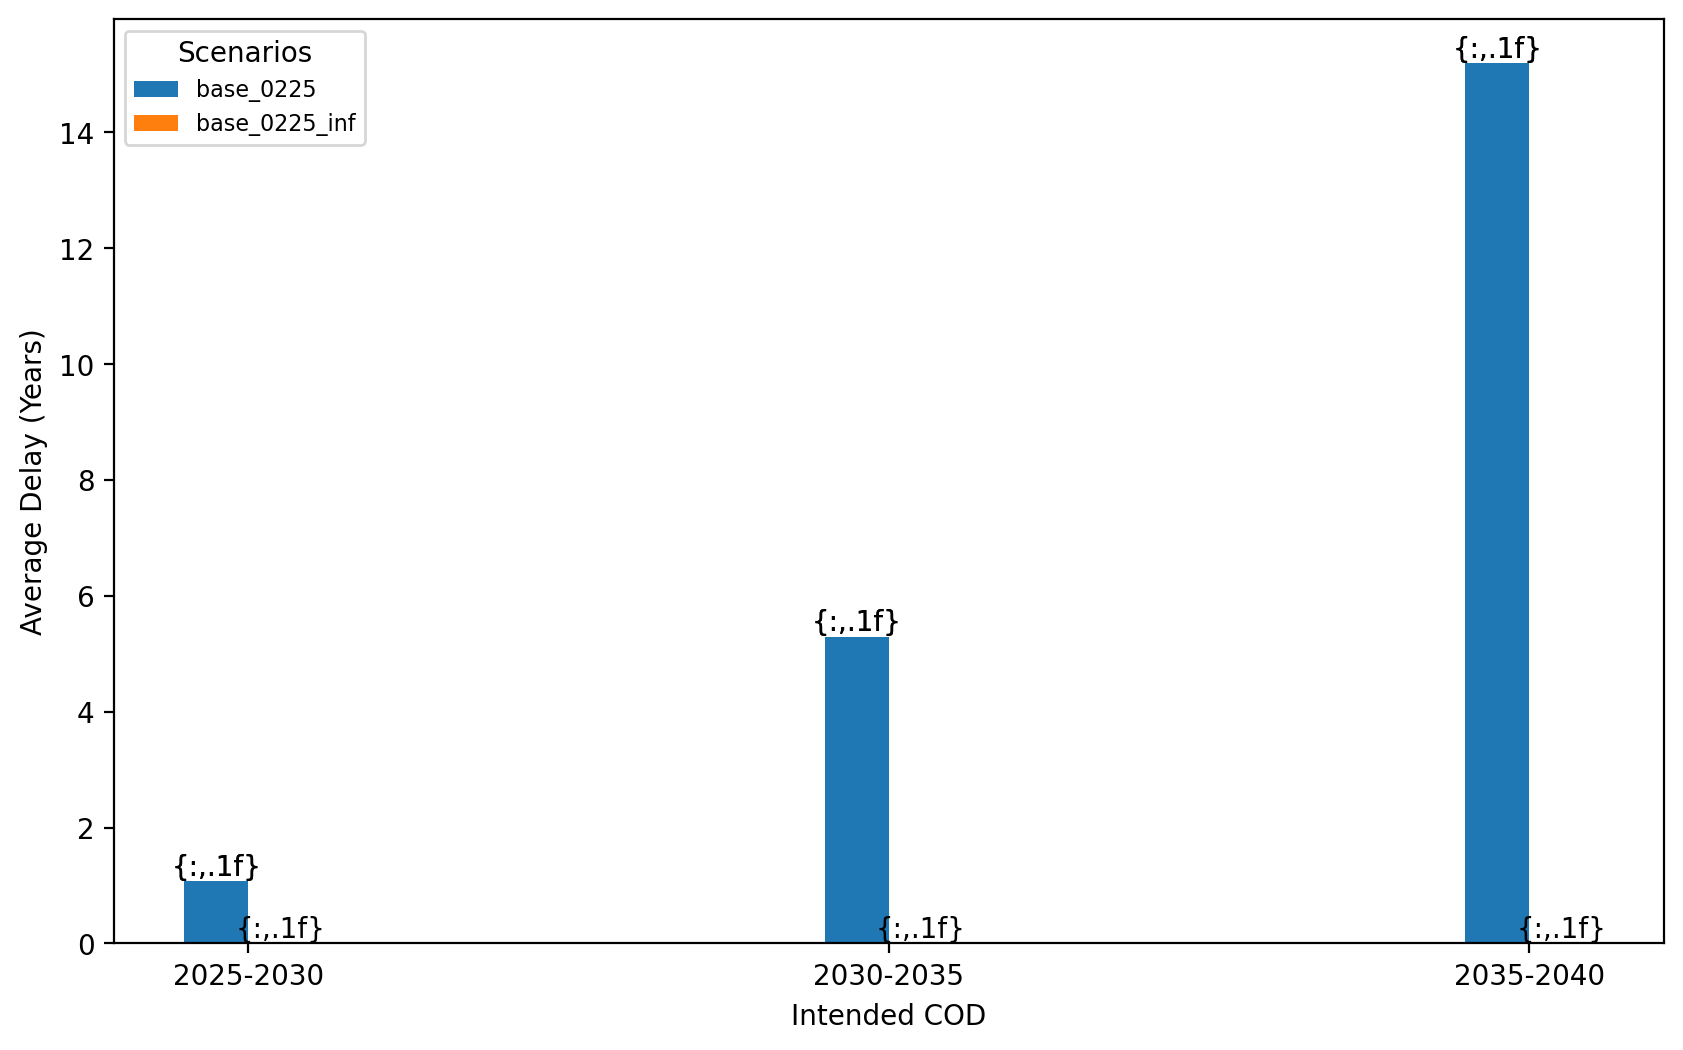 Scenarios
base_0225
base_0225_inf
{:,.1f}
14
12
10
8
6
4
2
0
Average Delay (Years)
{:,.1f}
{:,.1f}
{:,.1f}
{:,.1f}
{:,.1f}
2025-2030
2030-2035
2035-2040
Intended COD